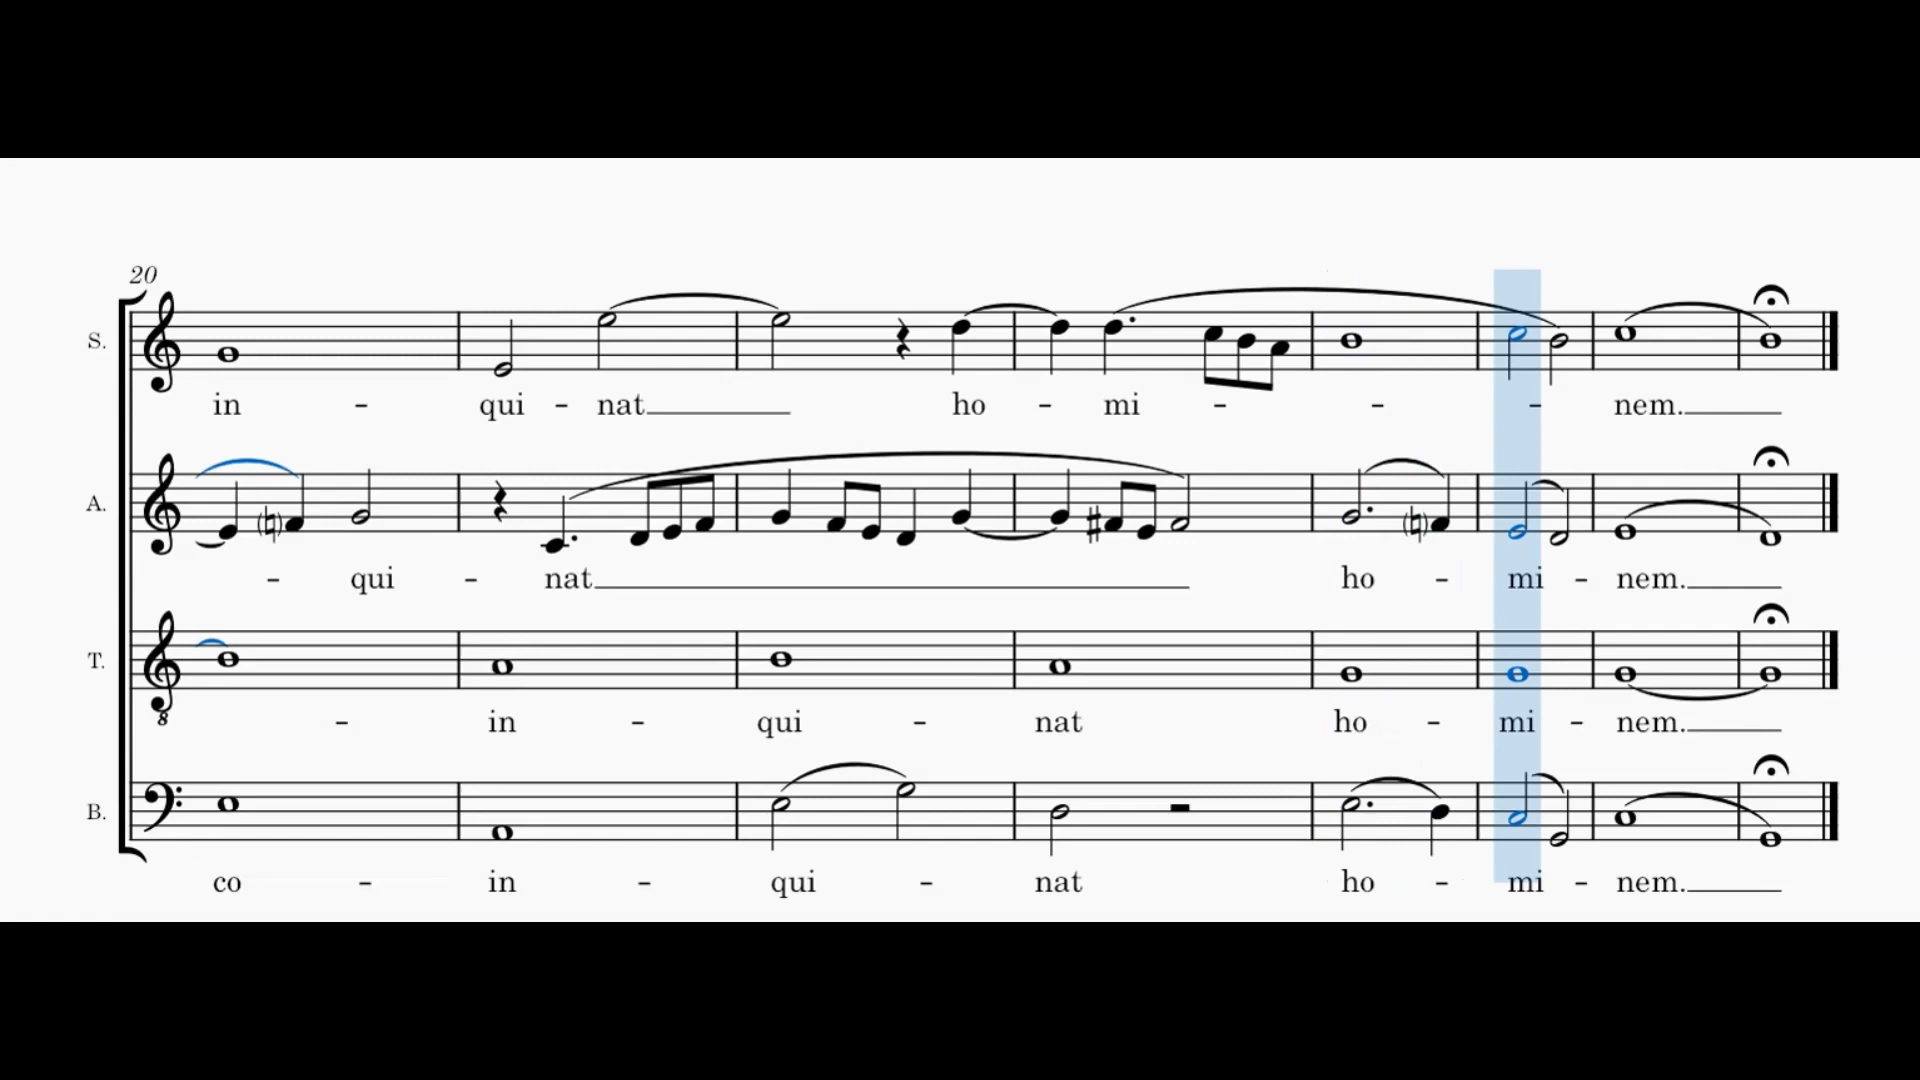 20
S.
in - qui - nat ho - mi - - - nem.
A.
- qui - nat ho - mi - nem.
T.
8
- in - qui - nat ho - mi - nem.
B.
co - in - qui - nat ho - mi - nem.